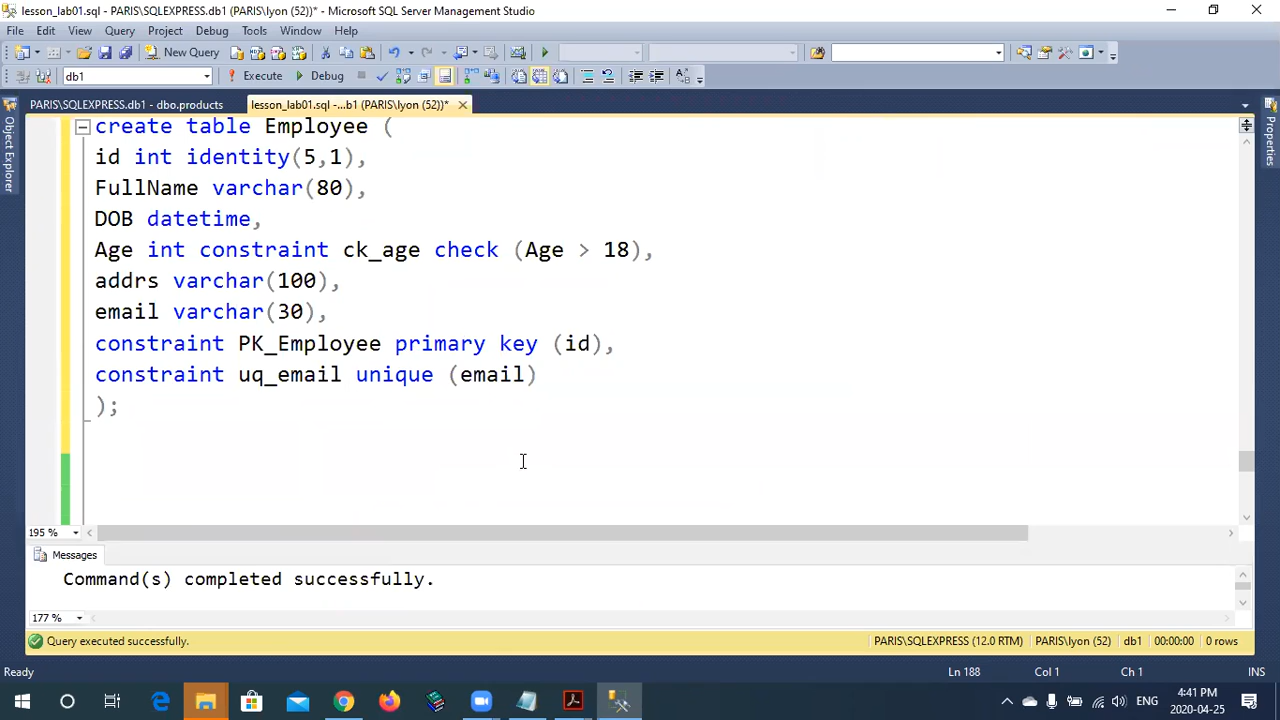 lesson_lab01.sql - PARIS\SQLEXPRESS.db1 (PARIS\lyon (52))* - Microsoft SQL Server Management Studio
File Edit View Query Project Debug Tools Window Help
New Query
db1 Execute Debug
PARIS\SQLEXPRESS.db1 - dbo.products lesson_lab01.sql -...b1 (PARIS\lyon (52))*
Object Explorer
Properties
create table Employee (
id int identity(5,1),
FullName varchar(80),
DOB datetime,
Age int constraint ck_age check (Age > 18),
addrs varchar(100),
email varchar(30),
constraint PK_Employee primary key (id),
constraint uq_email unique (email)
);
195 %
Messages
Command(s) completed successfully.
177 %
Query executed successfully. PARIS\SQLEXPRESS (12.0 RTM) PARIS\lyon (52) db1 00:00:00 0 rows
Ready Ln 188 Col 1 Ch 1 INS
ENG 4:41 PM
2020-04-25